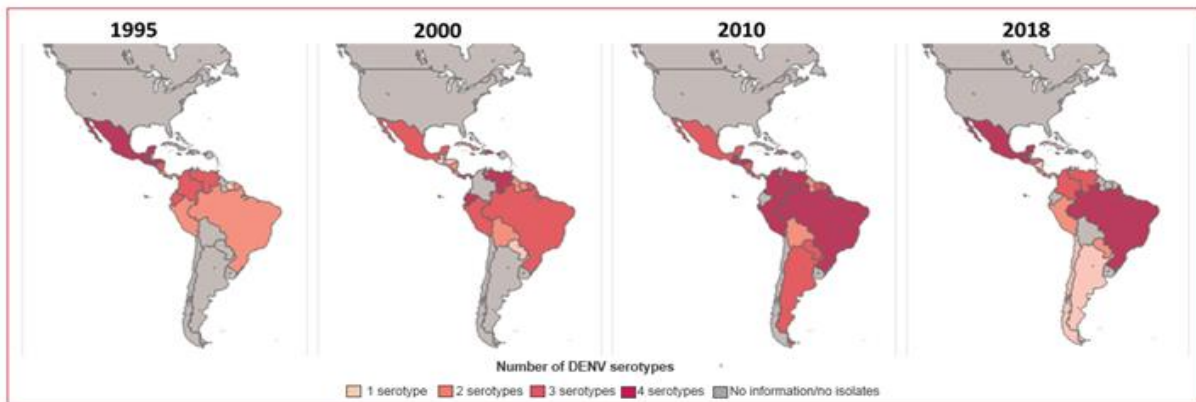 1995 2000 2010 2018
Number of DENV serotypes
1 serotype 2 serotypes 3 serotypes 4 serotypes No information/no isolates